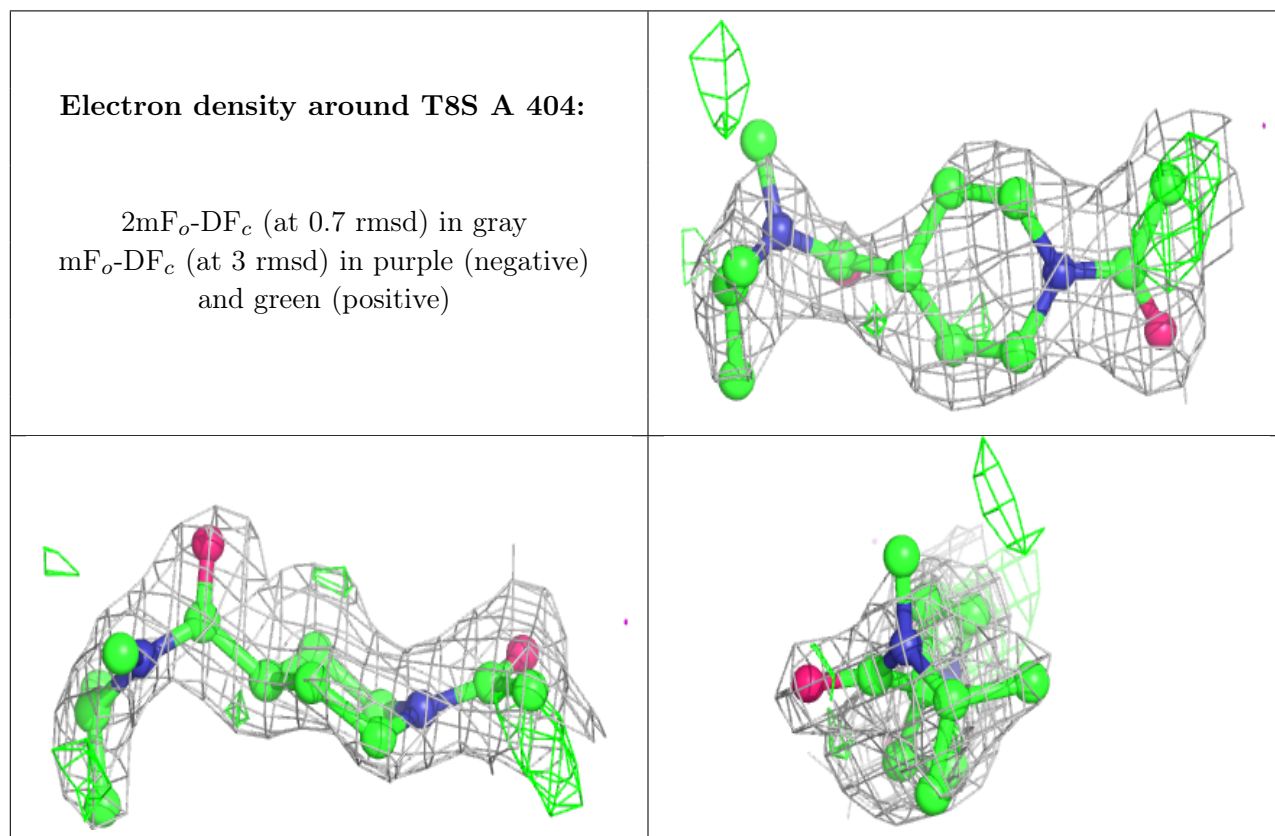 Electron density around T8S A 404:
2mFo-DFc (at 0.7 rmsd) in gray
mFo-DFc (at 3 rmsd) in purple (negative)
and green (positive)